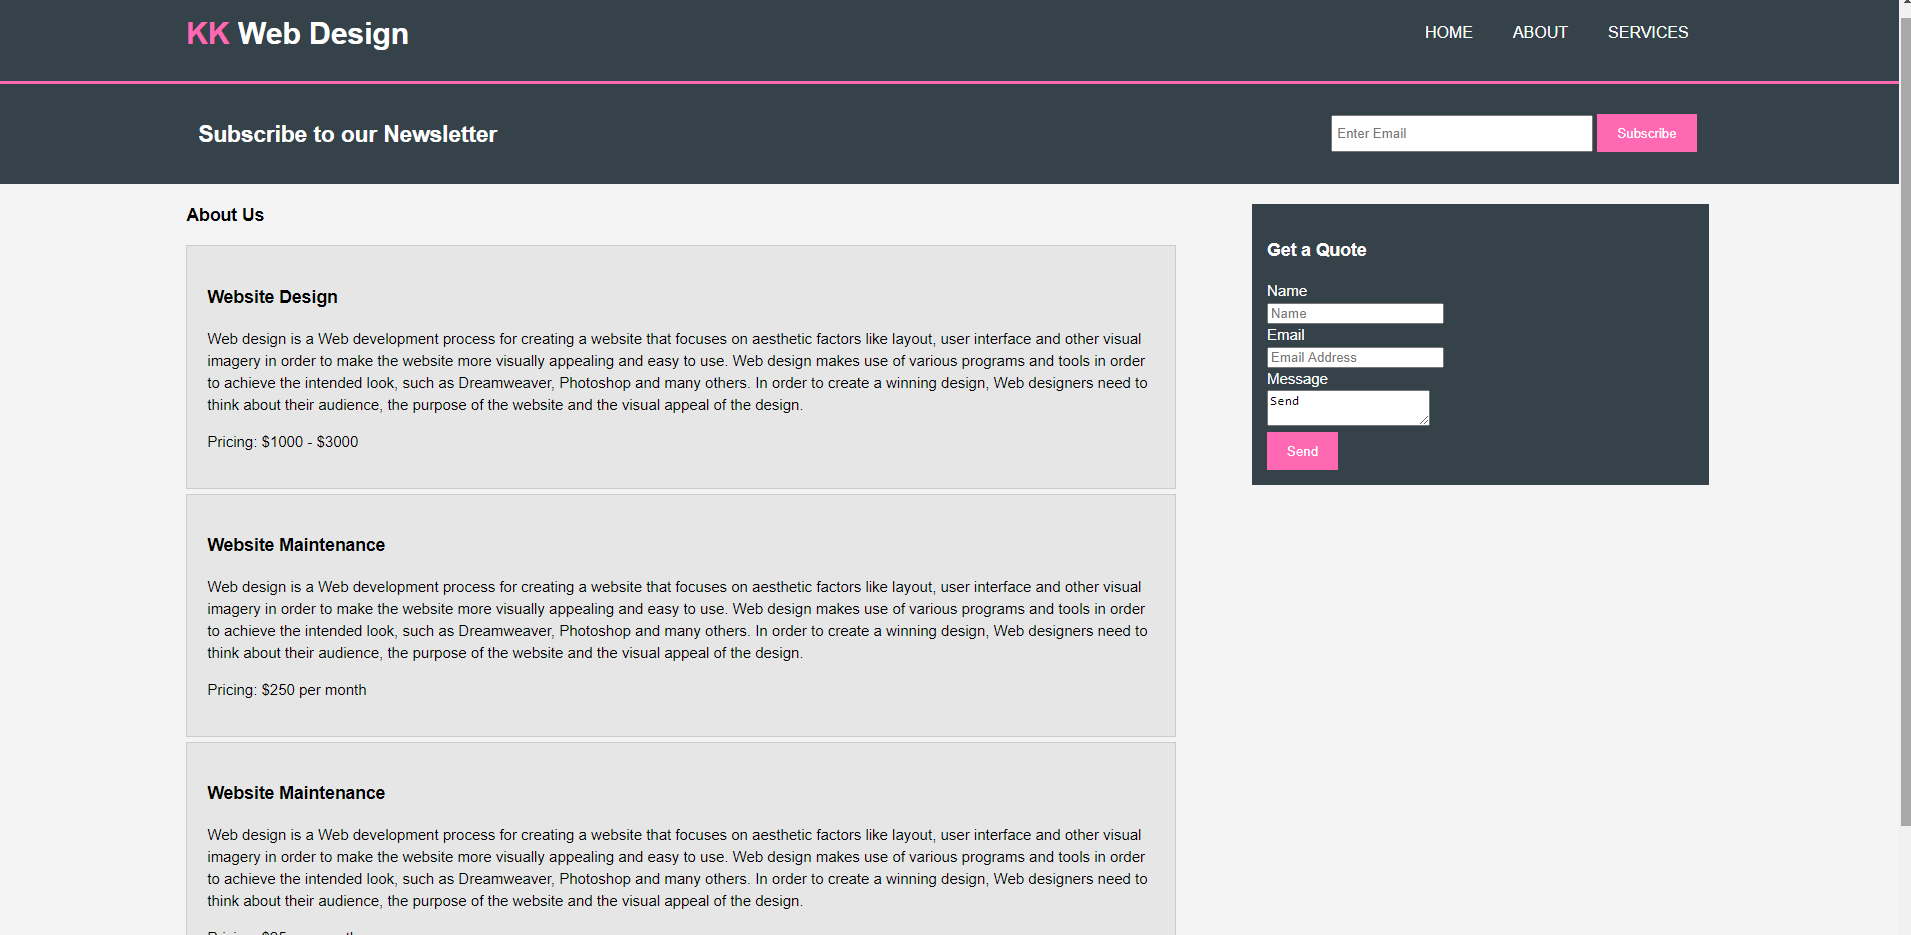 KK Web Design
HOME ABOUT SERVICES
Subscribe to our Newsletter
Enter Email Subscribe
About Us
Website Design
Web design is a Web development process for creating a website that focuses on aesthetic factors like layout, user interface and other visual
imagery in order to make the website more visually appealing and easy to use. Web design makes use of various programs and tools in order
to achieve the intended look, such as Dreamweaver, Photoshop and many others. In order to create a winning design, Web designers need to
think about their audience, the purpose of the website and the visual appeal of the design.
Pricing: $1000 - $3000
Website Maintenance
Web design is a Web development process for creating a website that focuses on aesthetic factors like layout, user interface and other visual
imagery in order to make the website more visually appealing and easy to use. Web design makes use of various programs and tools in order
to achieve the intended look, such as Dreamweaver, Photoshop and many others. In order to create a winning design, Web designers need to
think about their audience, the purpose of the website and the visual appeal of the design.
Pricing: $250 per month
Website Maintenance
Web design is a Web development process for creating a website that focuses on aesthetic factors like layout, user interface and other visual
imagery in order to make the website more visually appealing and easy to use. Web design makes use of various programs and tools in order
to achieve the intended look, such as Dreamweaver, Photoshop and many others. In order to create a winning design, Web designers need to
think about their audience, the purpose of the website and the visual appeal of the design.
Get a Quote
Name
Name
Email
Email Address
Message
Send
Send